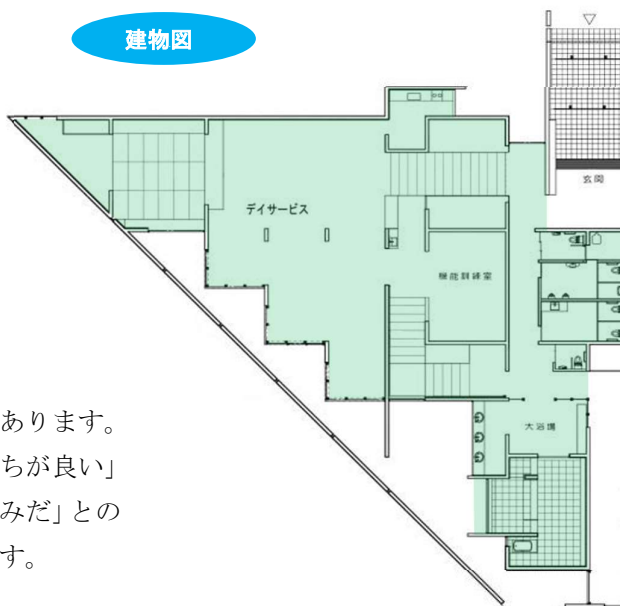 建物図
玄関
デイサービス
機能訓練室
大浴場
あります。
ちが良い」
みだ」との
す。